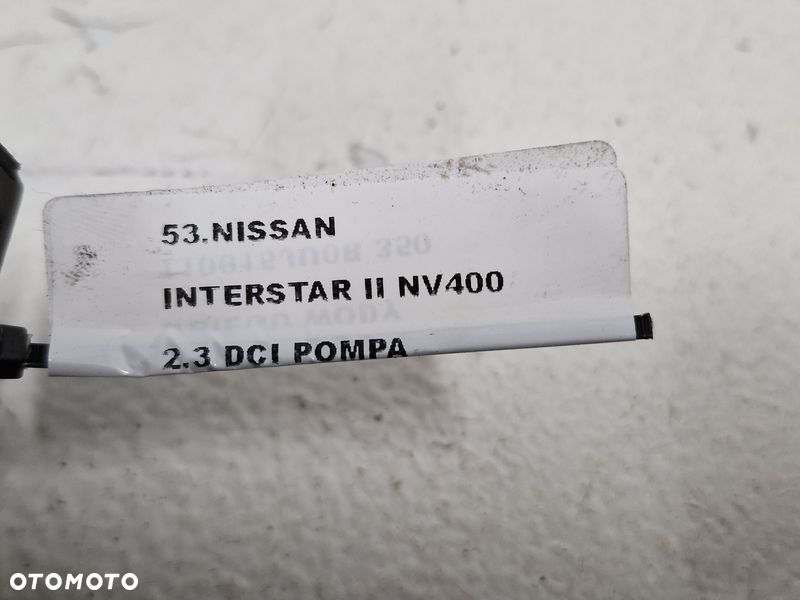 53.NISSAN
INTERSTAR II NV400
2.3 DCI POMPA
OTOMOTO